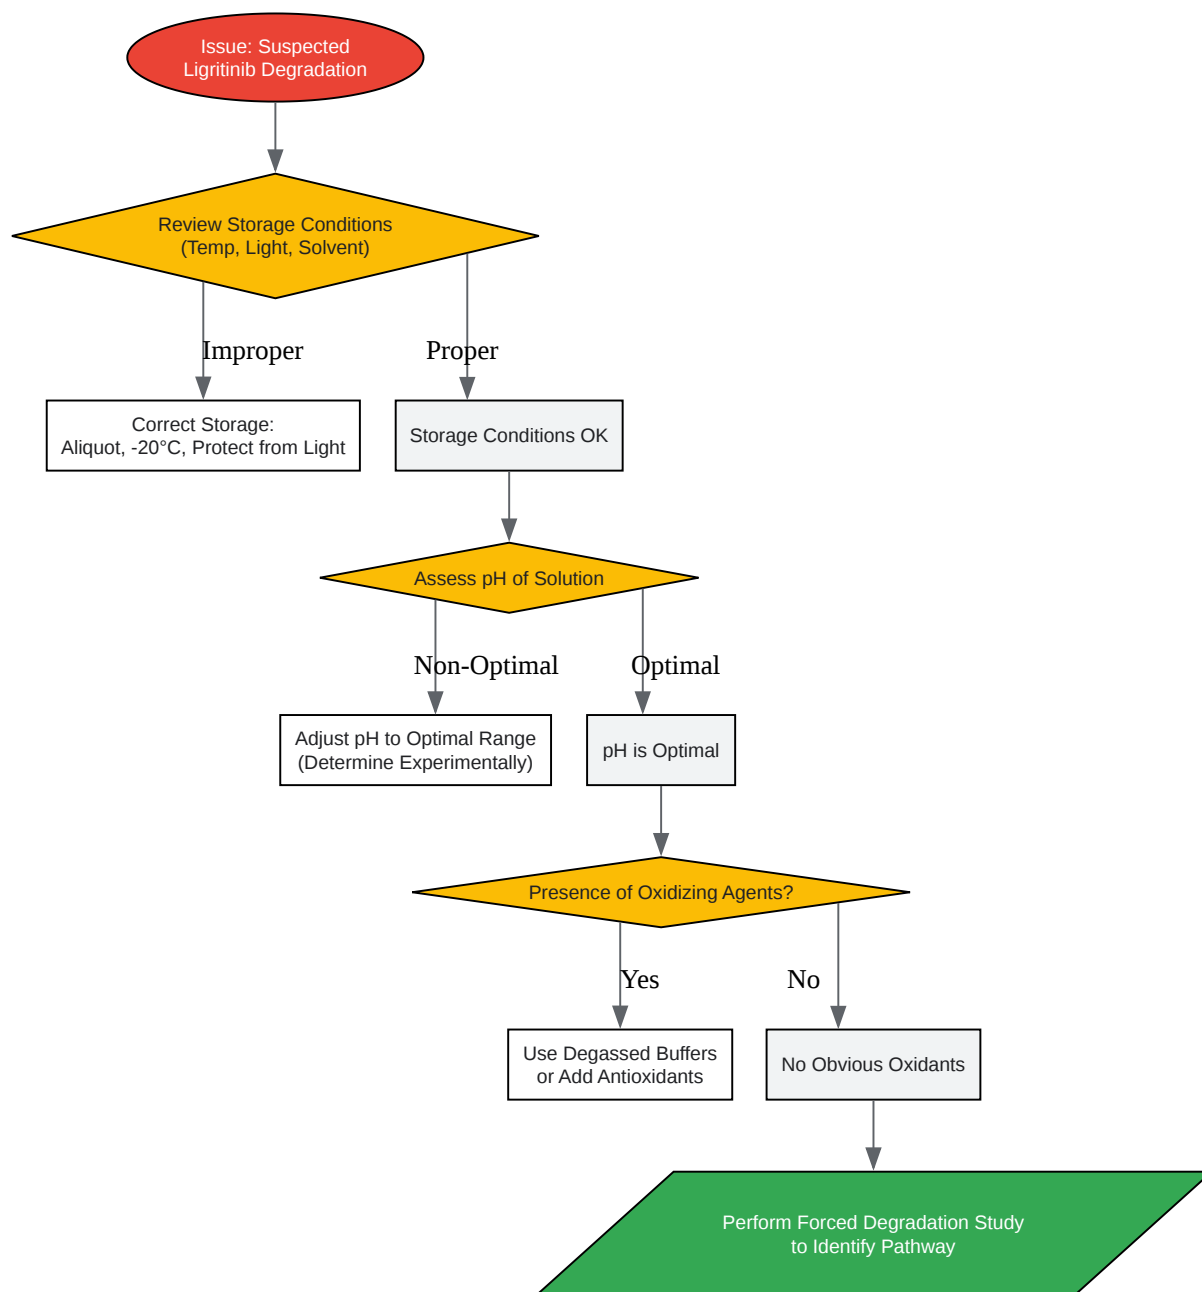 Issue: Suspected
Ligritinib Degradation
Review Storage Conditions
(Temp, Light, Solvent)
Improper
Proper
Correct Storage:
Aliquot, -20°C, Protect from Light
Storage Conditions OK
Assess pH of Solution
Non-Optimal
Optimal
Adjust pH to Optimal Range
(Determine Experimentally)
pH is Optimal
Presence of Oxidizing Agents?
Yes
No
Use Degassed Buffers
or Add Antioxidants
No Obvious Oxidants
Perform Forced Degradation Study
to Identify Pathway